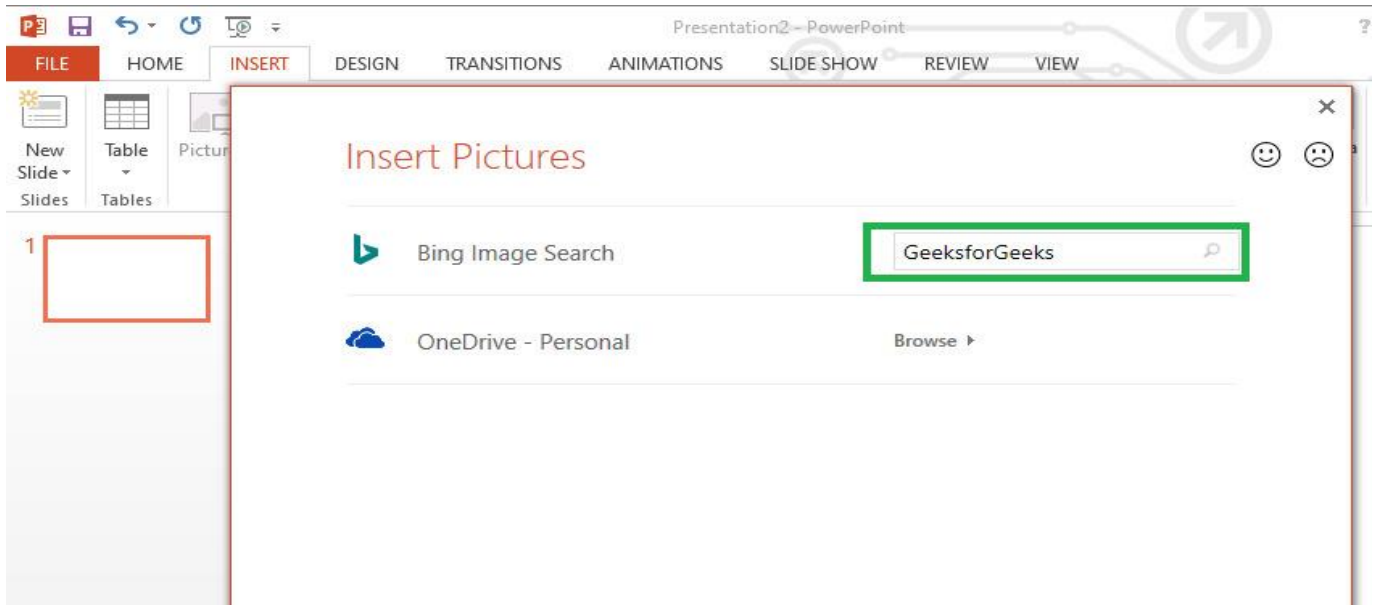 Presentation2 - PowerPoint
?
FILE HOME INSERT DESIGN TRANSITIONS ANIMATIONS SLIDE SHOW REVIEW VIEW
New
Slide
Table
Slides
Tables
Insert Pictures
1
Bing Image Search
GeeksforGeeks
OneDrive - Personal
Browse